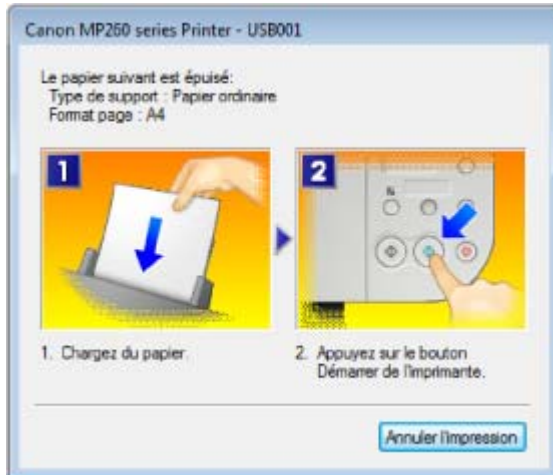 Canon MP260 series Printer - USB001
Le papier suivant est épuisé:
Type de support : Papier ordinaire
Format page : A4
1
2
1. Chargez du papier.
2. Appuyez sur le bouton
Démarrer de l'imprimante.
Annuler l'impression